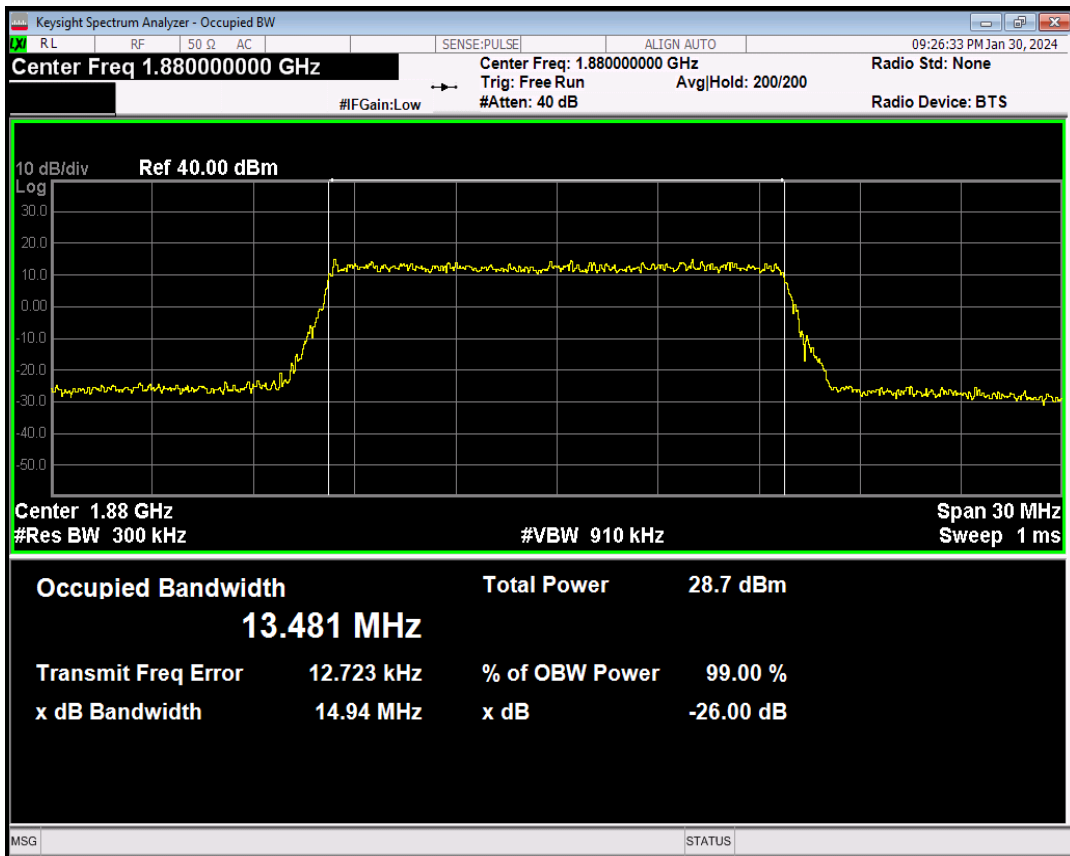 Keysight Spectrum Analyzer - Occupied BW
LXI RL RF 50 Ω AC SENSE:PULSE ALIGN AUTO 09:26:33 PM Jan 30, 2024
Center Freq 1.880000000 GHz Center Freq: 1.880000000 GHz Radio Std: None
Trig: Free Run Avg|Hold: 200/200
#IFGain:Low #Atten: 40 dB Radio Device: BTS
10 dB/div Ref 40.00 dBm
Log
30.0
20.0
10.0
0.00
-10.0
-20.0
-30.0
-40.0
-50.0
Center 1.88 GHz Span 30 MHz
#Res BW 300 kHz #VBW 910 kHz Sweep 1 ms
Occupied Bandwidth Total Power 28.7 dBm
13.481 MHz
Transmit Freq Error 12.723 kHz % of OBW Power 99.00 %
x dB Bandwidth 14.94 MHz x dB -26.00 dB
MSG STATUS